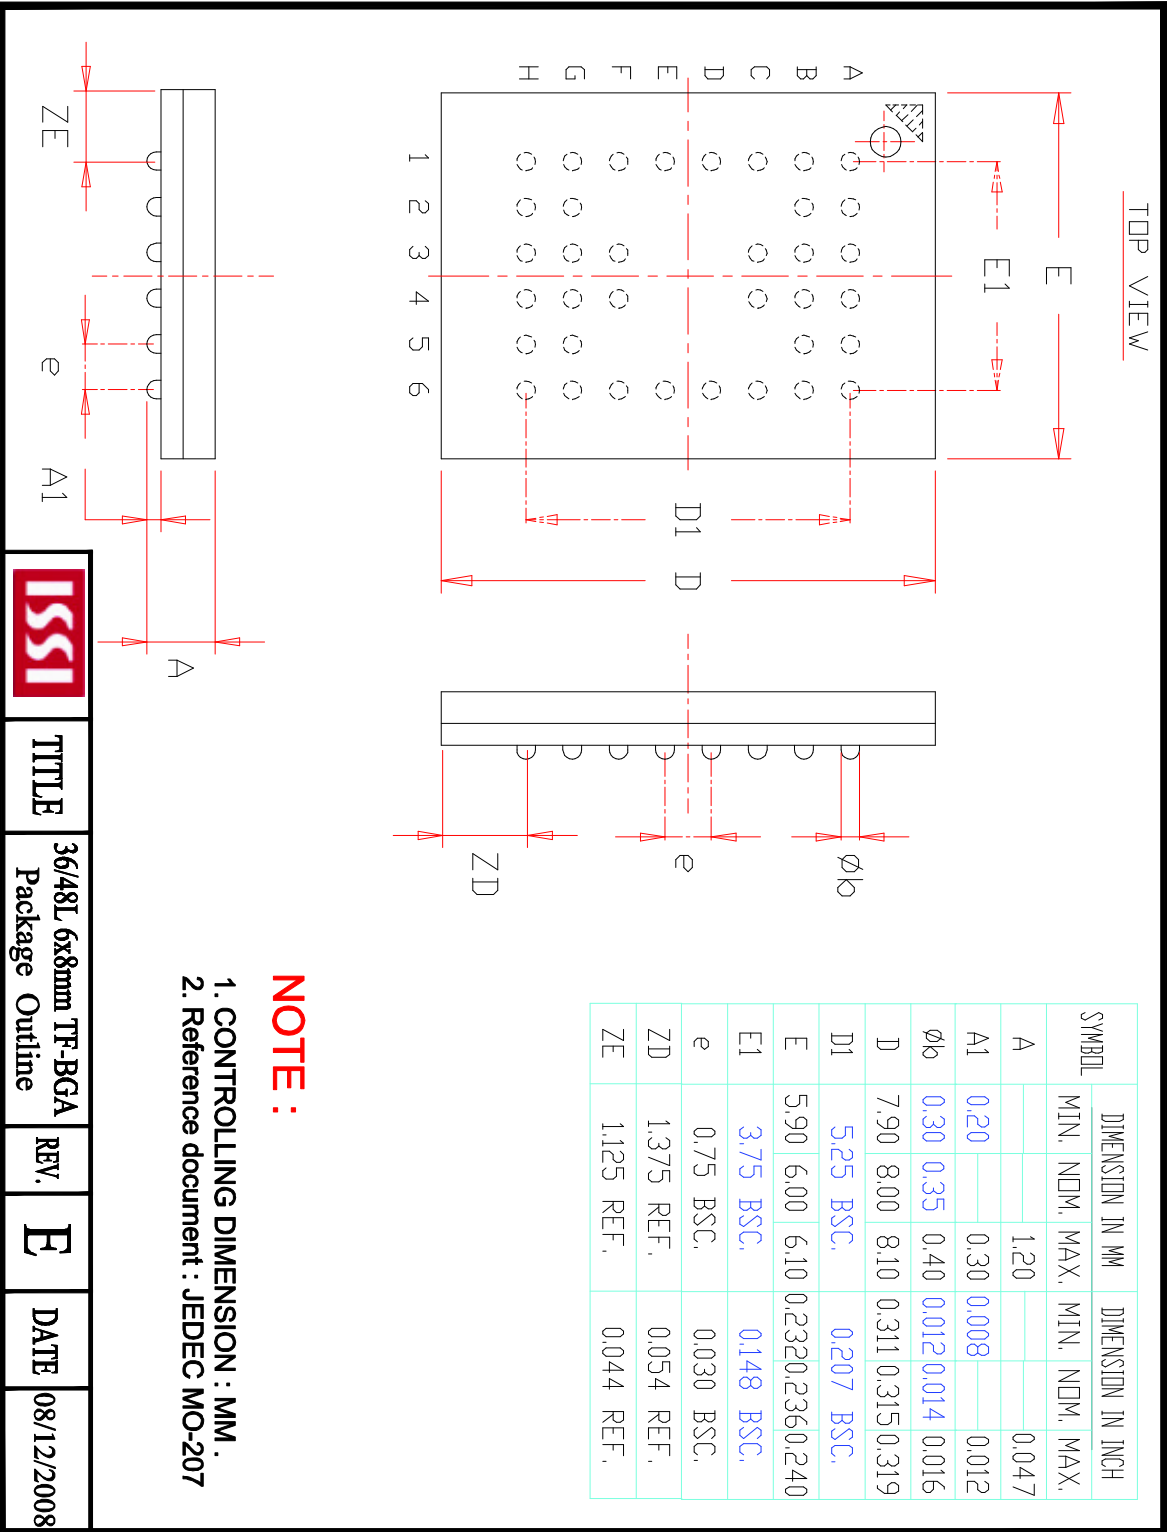 TOP VIEW
E
E1
A
B
C
D
E
F
G
H
1 2 3 4 5 6
D1
D
Øb
e
ZD
ZE
e
A1
A
SYMBOL DIMENSION IN MM DIMENSION IN INCH
MIN. NOM. MAX. MIN. NOM. MAX.
A 1.20 0.047
A1 0.20 0.30 0.008 0.012
Øb 0.30 0.35 0.40 0.012 0.014 0.016
D 7.90 8.00 8.10 0.311 0.315 0.319
D1 5.25 BSC. 0.207 BSC.
E 5.90 6.00 6.10 0.232 0.236 0.240
E1 3.75 BSC. 0.148 BSC.
e 0.75 BSC. 0.030 BSC.
ZD 1.375 REF. 0.054 REF.
ZE 1.125 REF. 0.044 REF.
NOTE :
1. CONTROLLING DIMENSION : MM .
2. Reference document : JEDEC MO-207
ISSI
TITLE
36/48L 6x8mm TF-BGA
Package Outline
REV.
E
DATE
08/12/2008